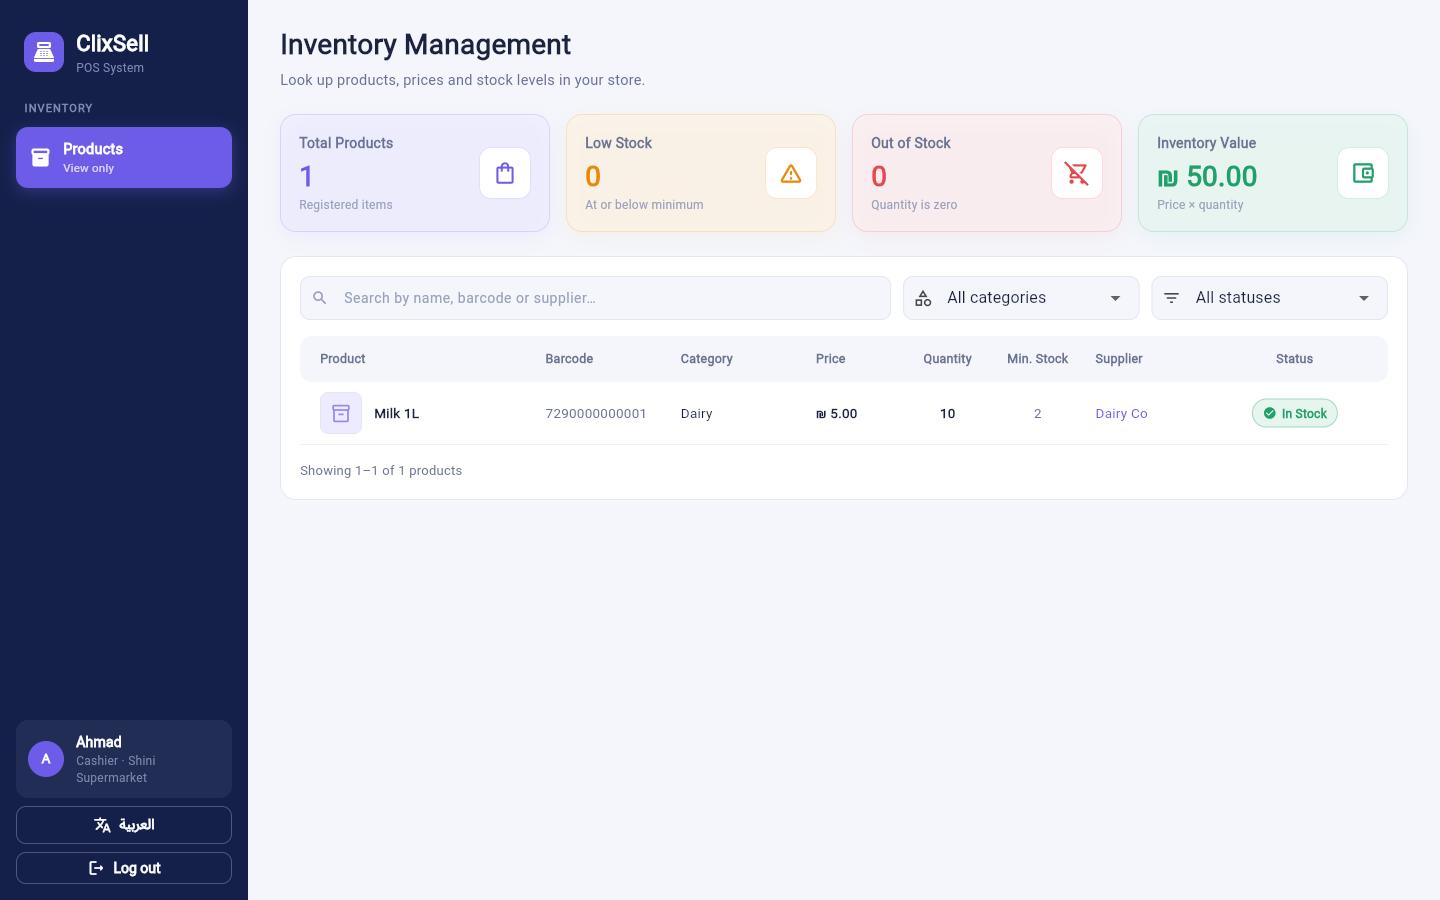 ClixSell
POS System
INVENTORY
Products
View only
Ahmad
A
Cashier · Shini
Supermarket
العربية
Log out
Inventory Management
Look up products, prices and stock levels in your store.
Total Products
1
Registered items
Low Stock
0
At or below minimum
Out of Stock
0
Quantity is zero
Inventory Value
₪ 50.00
Price × quantity
Search by name, barcode or supplier...
All categories
All statuses
Product Barcode Category Price Quantity Min. Stock Supplier Status
Milk 1L 7290000000001 Dairy ₪ 5.00 10 2 Dairy Co In Stock
Showing 1–1 of 1 products